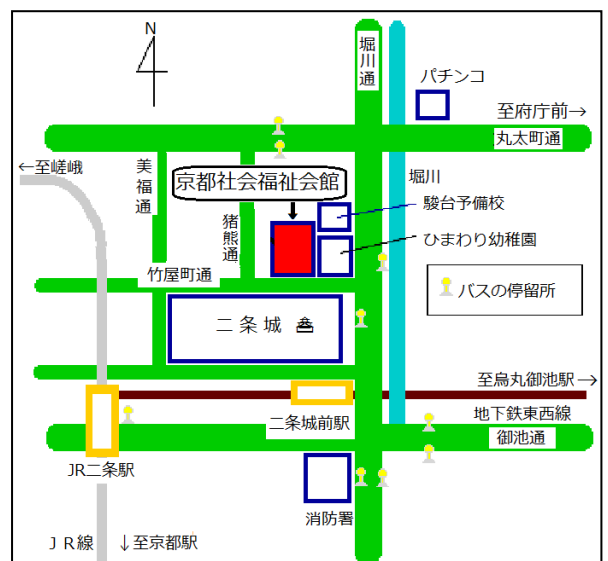 N
堀川通
パチンコ
至府庁前→
丸太町通
←至嵯峨
美福通
京都社会福祉会館
堀川
駿台予備校
猪熊通
ひまわり幼稚園
竹屋町通
バスの停留所
二条城
至烏丸御池駅→
地下鉄東西線
二条城前駅
御池通
JR二条駅
消防署
JR線
↓至京都駅